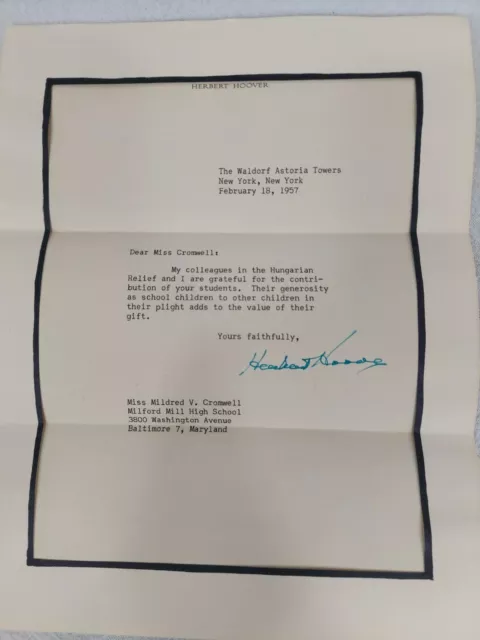 HERBERT HOOVER
The Waldorf Astoria Towers
New York, New York
February 18, 1957
Dear Miss Cromwell:
My colleagues in the Hungarian
Relief and I are grateful for the contri-
bution of your students. Their generosity
as school children to other children in
their plight adds to the value of their
gift.
Yours faithfully,
Herbert Hoover
Miss Mildred V. Cromwell
Milford Mill High School
3800 Washington Avenue
Baltimore 7, Maryland